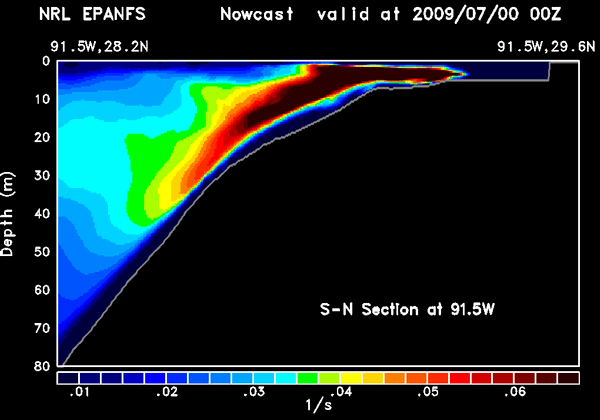 NRL EPANFS Nowcast valid at 2009/07/00 00Z
91.5W,28.2N 91.5W,29.6N
0
10
20
30
40
50
60
70
80
Depth (m)
S-N Section at 91.5W
.01 .02 .03 .04 .05 .06
1/s